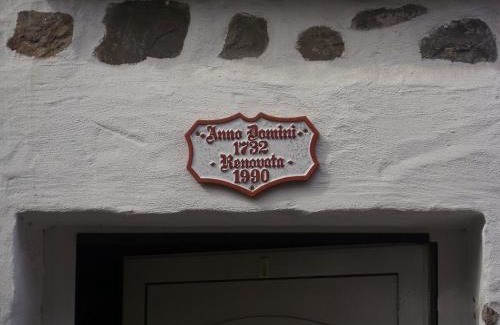 Anno Domini
1732
Renovata
1990